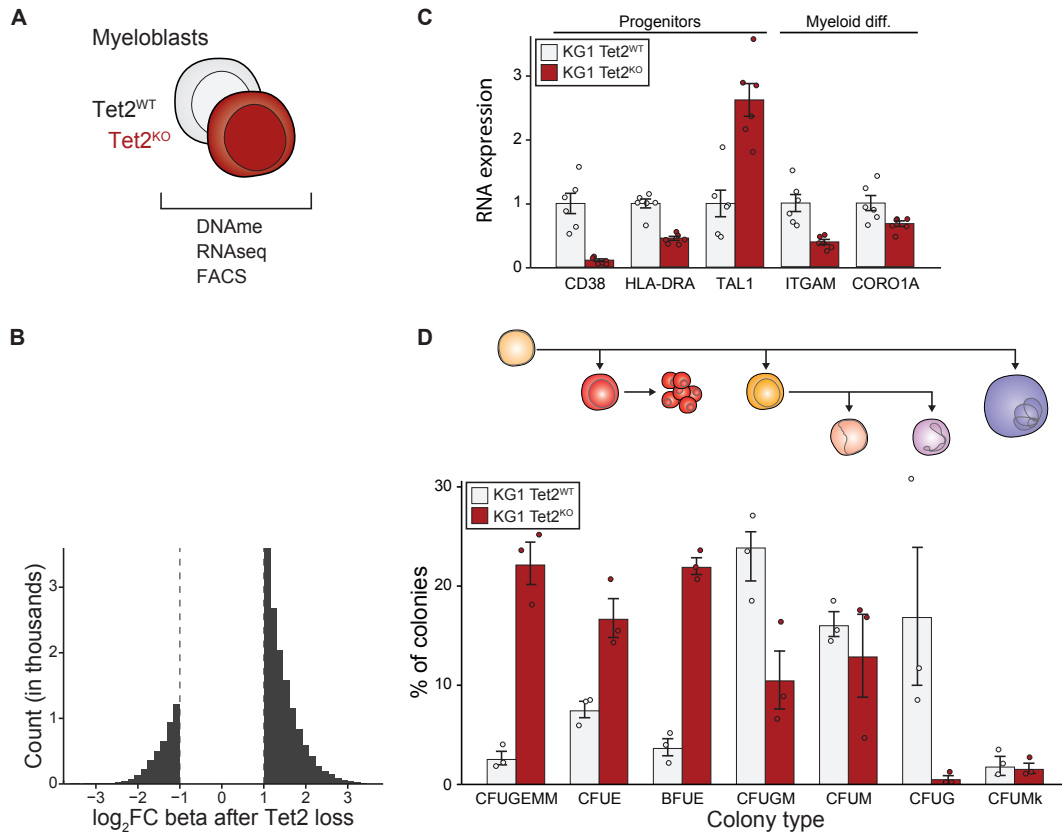 A
Myeloblasts
Tet2WT
Tet2KO
DNAme
RNAseq
FACS
B
Count (in thousands)
3
2
1
0
−3 −2 −1 0 1 2 3
log2FC beta after Tet2 loss
C
Progenitors Myeloid diff.
KG1 Tet2WT
KG1 Tet2KO
RNA expression
3
2
1
0
CD38 HLA-DRA TAL1 ITGAM CORO1A
D
KG1 Tet2WT
KG1 Tet2KO
% of colonies
30
20
10
0
CFUGEMM CFUE BFUE CFUGM CFUM CFUG CFUMk
Colony type